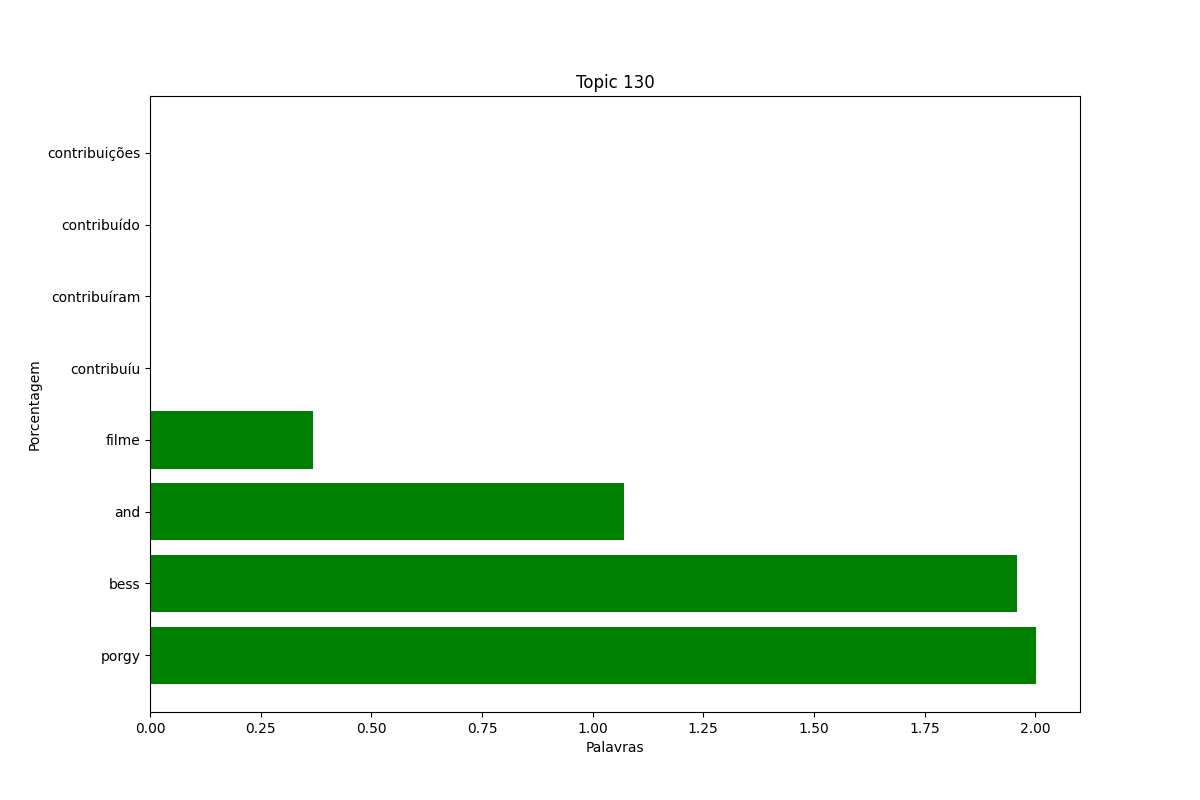 Topic 130
contribuições
contribuído
contribuíram
contribuíu
filme
and
bess
porgy
Porcentagem
0.00 0.25 0.50 0.75 1.00 1.25 1.50 1.75 2.00
Palavras